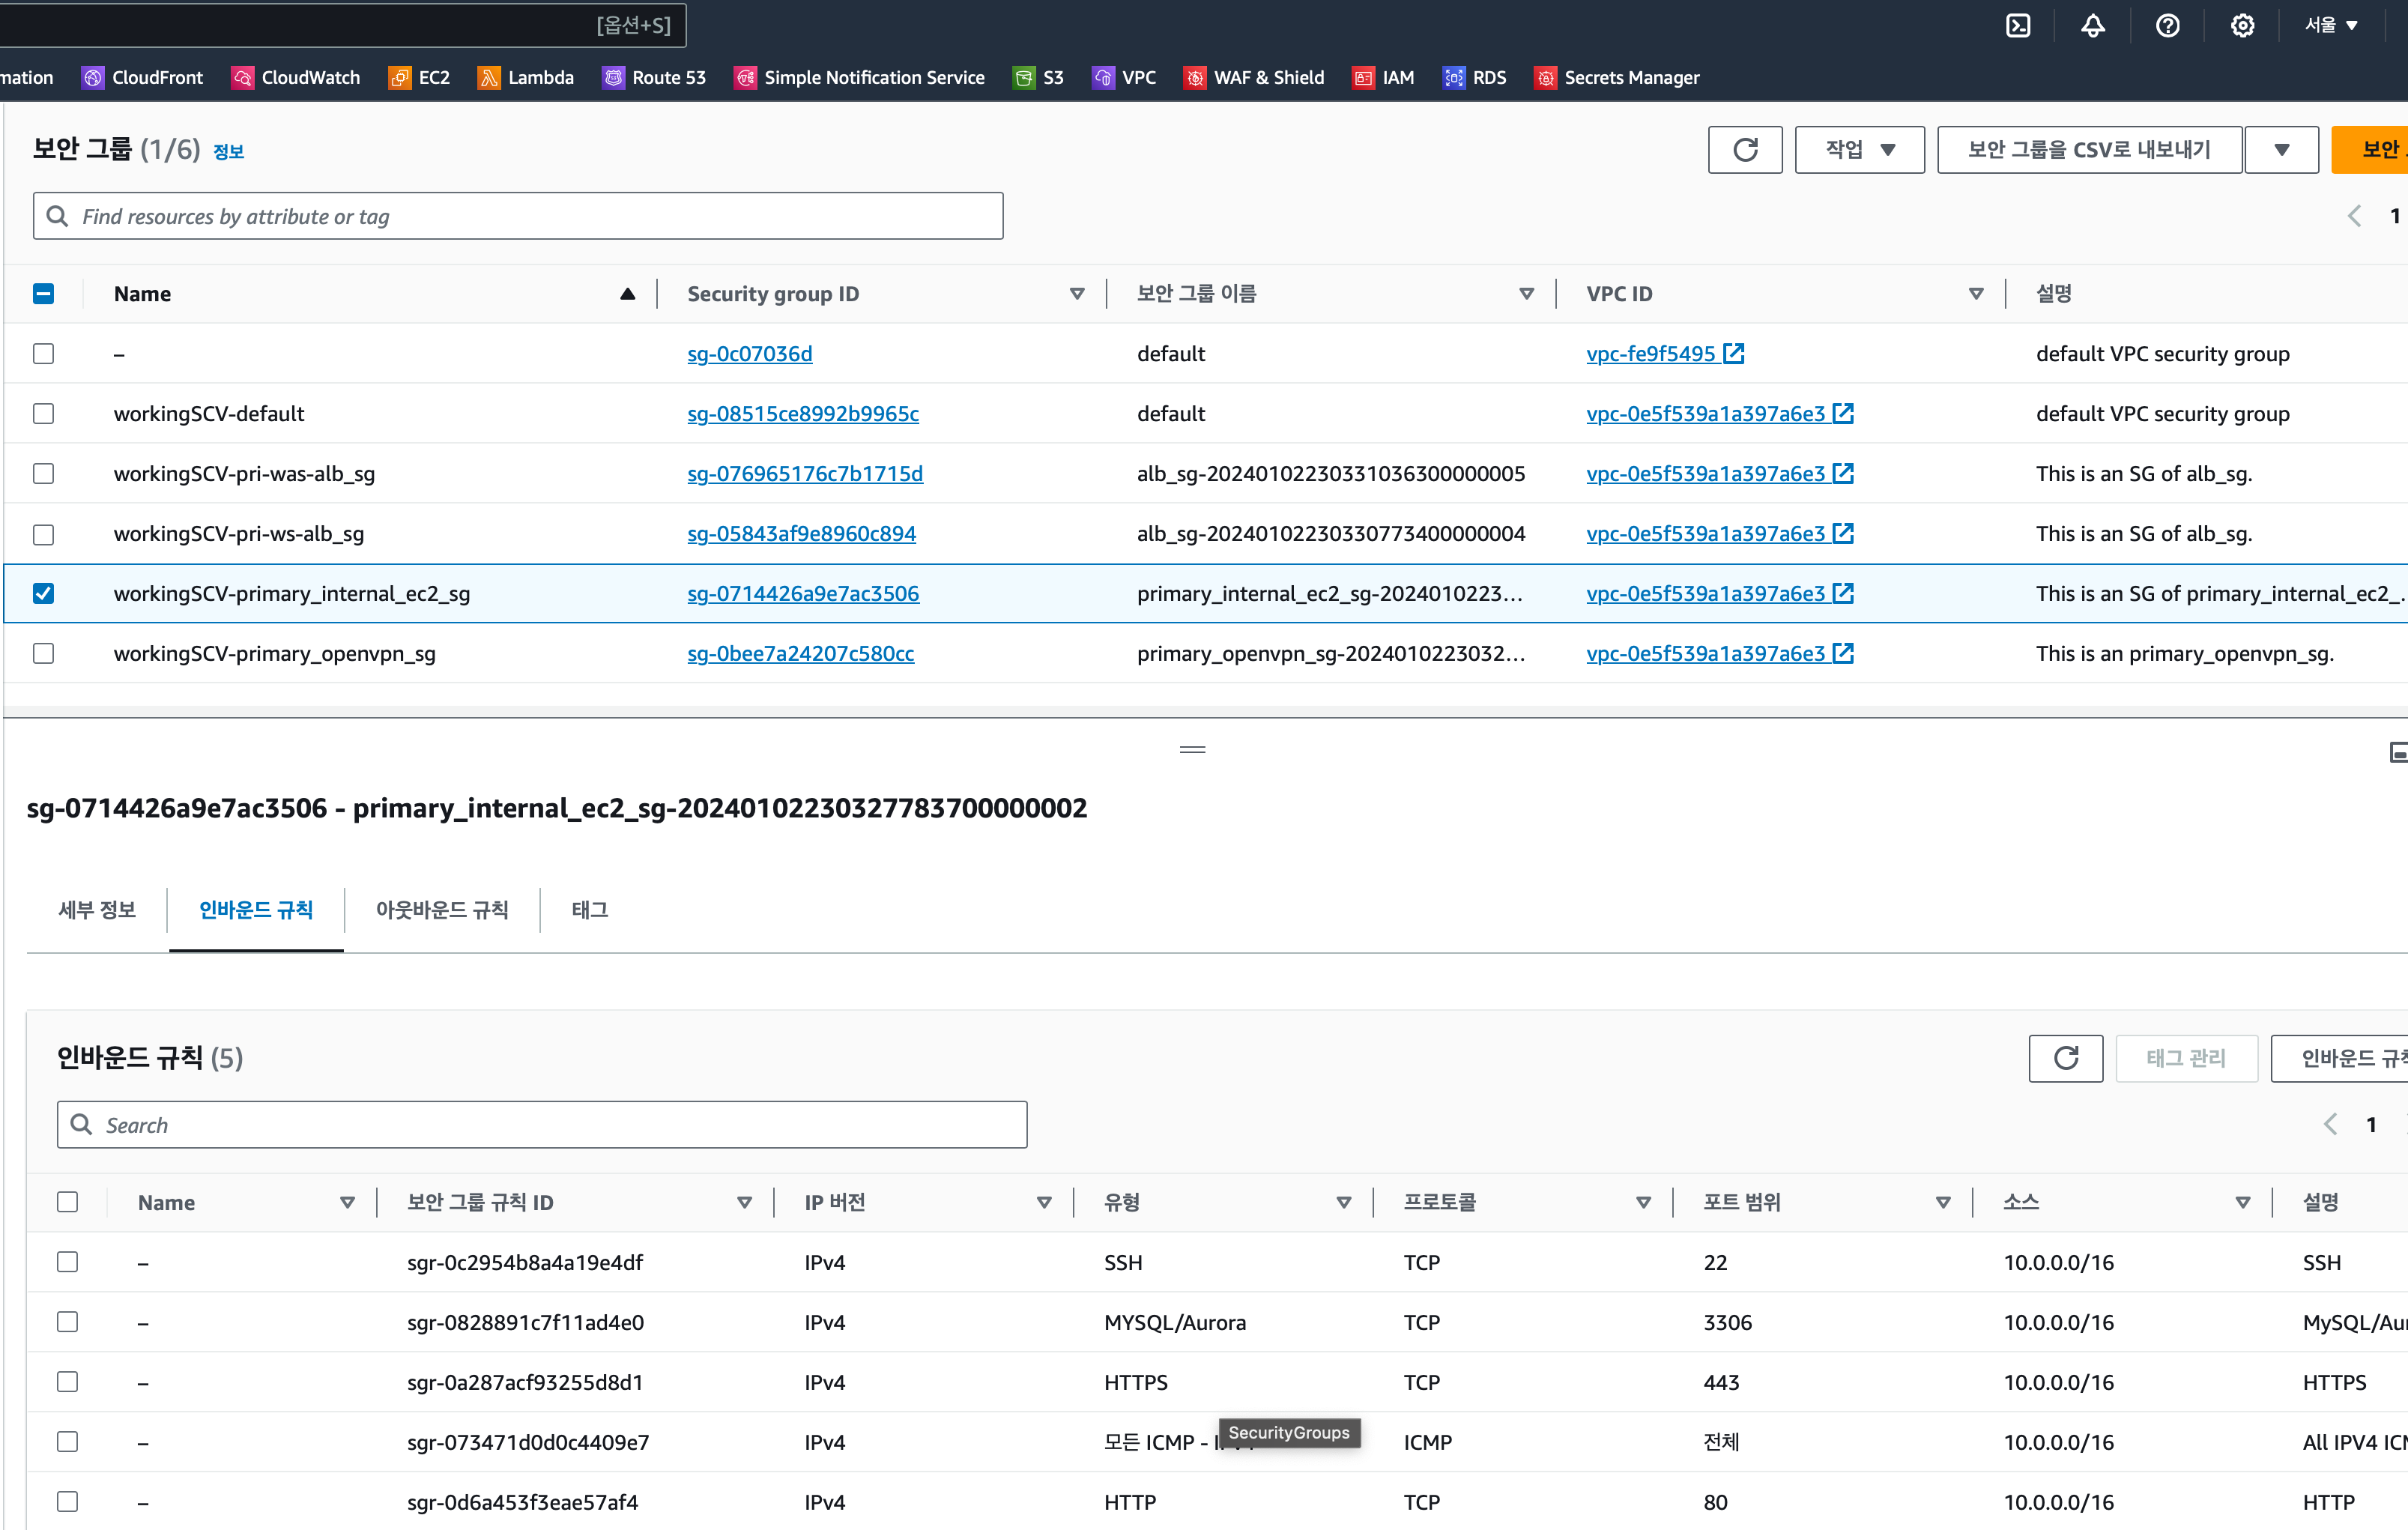 [옵션+S] 서울
mation CloudFront CloudWatch EC2 Lambda Route 53 Simple Notification Service S3 VPC WAF & Shield IAM RDS Secrets Manager
보안 그룹 (1/6) 정보 작업 보안 그룹을 CSV로 내보내기 보안
Find resources by attribute or tag 1
Name Security group ID 보안 그룹 이름 VPC ID 설명
– sg-0c07036d default vpc-fe9f5495 default VPC security group
workingSCV-default sg-08515ce8992b9965c default vpc-0e5f539a1a397a6e3 default VPC security group
workingSCV-pri-was-alb_sg sg-076965176c7b1715d alb_sg-20240102230331036300000005 vpc-0e5f539a1a397a6e3 This is an SG of alb_sg.
workingSCV-pri-ws-alb_sg sg-05843af9e8960c894 alb_sg-20240102230330773400000004 vpc-0e5f539a1a397a6e3 This is an SG of alb_sg.
workingSCV-primary_internal_ec2_sg sg-0714426a9e7ac3506 primary_internal_ec2_sg-2024010223... vpc-0e5f539a1a397a6e3 This is an SG of primary_internal_ec2_.
workingSCV-primary_openvpn_sg sg-0bee7a24207c580cc primary_openvpn_sg-2024010223032... vpc-0e5f539a1a397a6e3 This is an primary_openvpn_sg.
sg-0714426a9e7ac3506 - primary_internal_ec2_sg-20240102230327783700000002
세부 정보 인바운드 규칙 아웃바운드 규칙 태그
인바운드 규칙 (5) 태그 관리 인바운드 규칙
Search 1
Name 보안 그룹 규칙 ID IP 버전 유형 프로토콜 포트 범위 소스 설명
– sgr-0c2954b8a4a19e4df IPv4 SSH TCP 22 10.0.0.0/16 SSH
– sgr-0828891c7f11ad4e0 IPv4 MYSQL/Aurora TCP 3306 10.0.0.0/16 MySQL/Au
– sgr-0a287acf93255d8d1 IPv4 HTTPS TCP 443 10.0.0.0/16 HTTPS
– sgr-073471d0d0c4409e7 IPv4 모든 ICMP - SecurityGroups ICMP 전체 10.0.0.0/16 All IPV4 IC
– sgr-0d6a453f3eae57af4 IPv4 HTTP TCP 80 10.0.0.0/16 HTTP